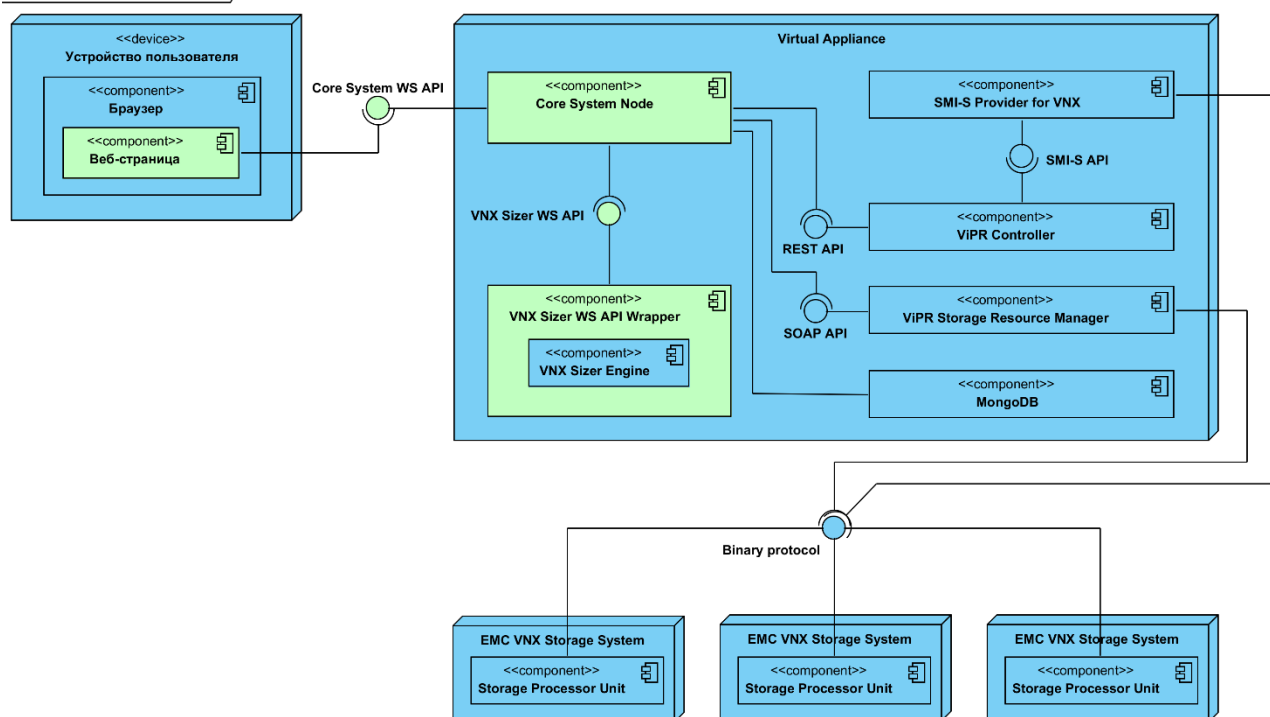 <<device>>
Устройство пользователя
<<component>>
Браузер
<<component>>
Веб-страница
Core System WS API
Virtual Appliance
<<component>>
Core System Node
<<component>>
SMI-S Provider for VNX
SMI-S API
VNX Sizer WS API
<<component>>
ViPR Controller
REST API
<<component>>
VNX Sizer WS API Wrapper
<<component>>
VNX Sizer Engine
<<component>>
ViPR Storage Resource Manager
SOAP API
<<component>>
MongoDB
Binary protocol
EMC VNX Storage System
<<component>>
Storage Processor Unit
EMC VNX Storage System
<<component>>
Storage Processor Unit
EMC VNX Storage System
<<component>>
Storage Processor Unit